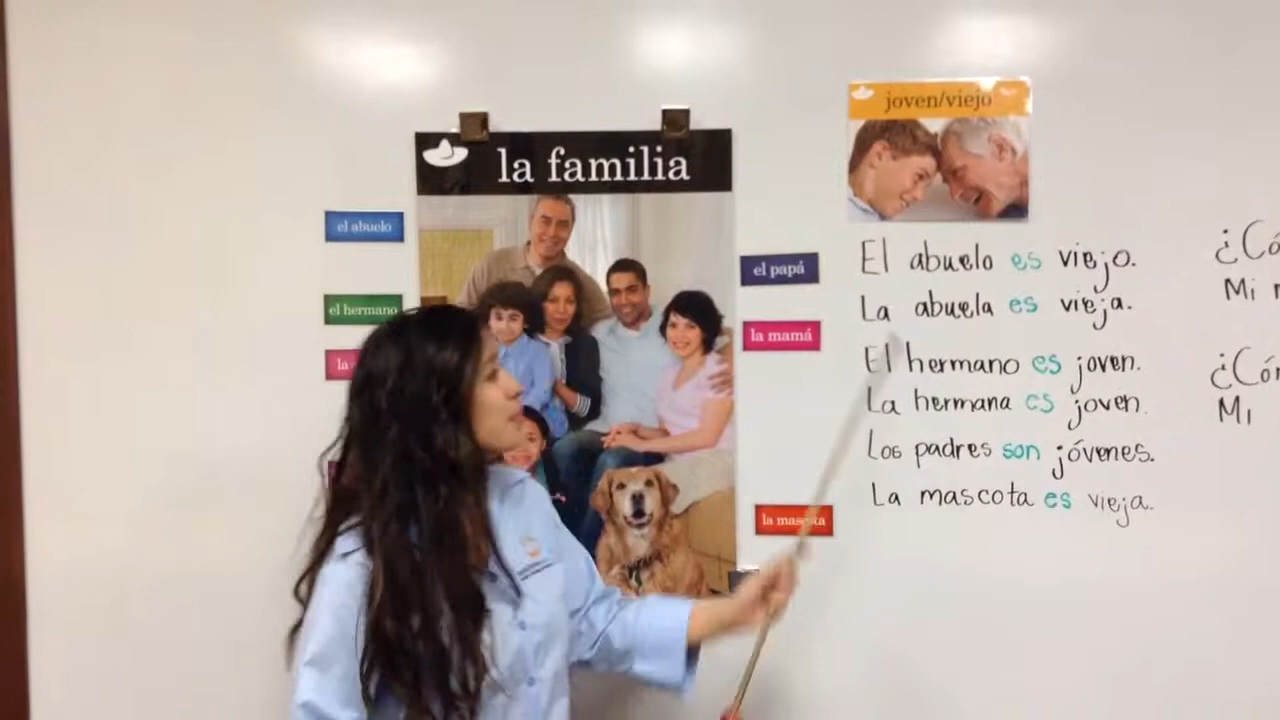 la familia
joven/viejo
el abuelo
el hermano
la
el papá
la mamá
la mascota
El abuelo es viejo.
La abuela es vieja.
El hermano es joven.
La hermana es joven.
Los padres son jóvenes.
La mascota es vieja.
Mi
Mi